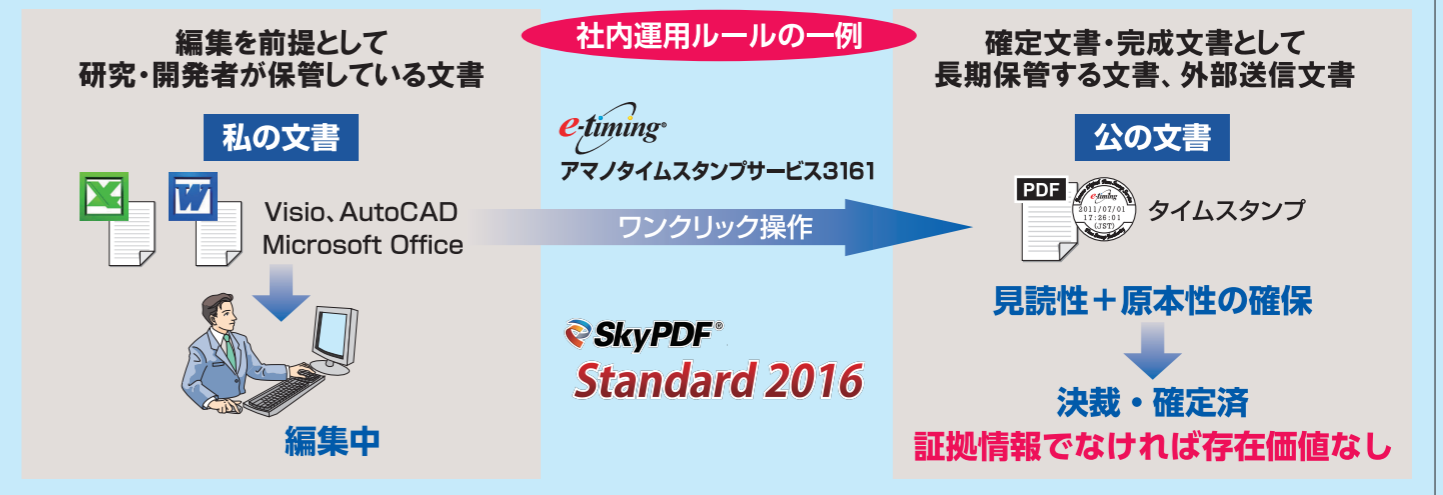 社内運用ルールの一例
編集を前提として
研究・開発者が保管している文書
私の文書
Visio、AutoCAD
Microsoft Office
編集中
e-timing®
アマノタイムスタンプサービス3161
ワンクリック操作
SkyPDF®
Standard 2016
確定文書・完成文書として
長期保管する文書、外部送信文書
公の文書
PDF
e-timing
2011/07/01
17:26:01
(JST)
タイムスタンプ
見読性＋原本性の確保
決裁・確定済
証拠情報でなければ存在価値なし